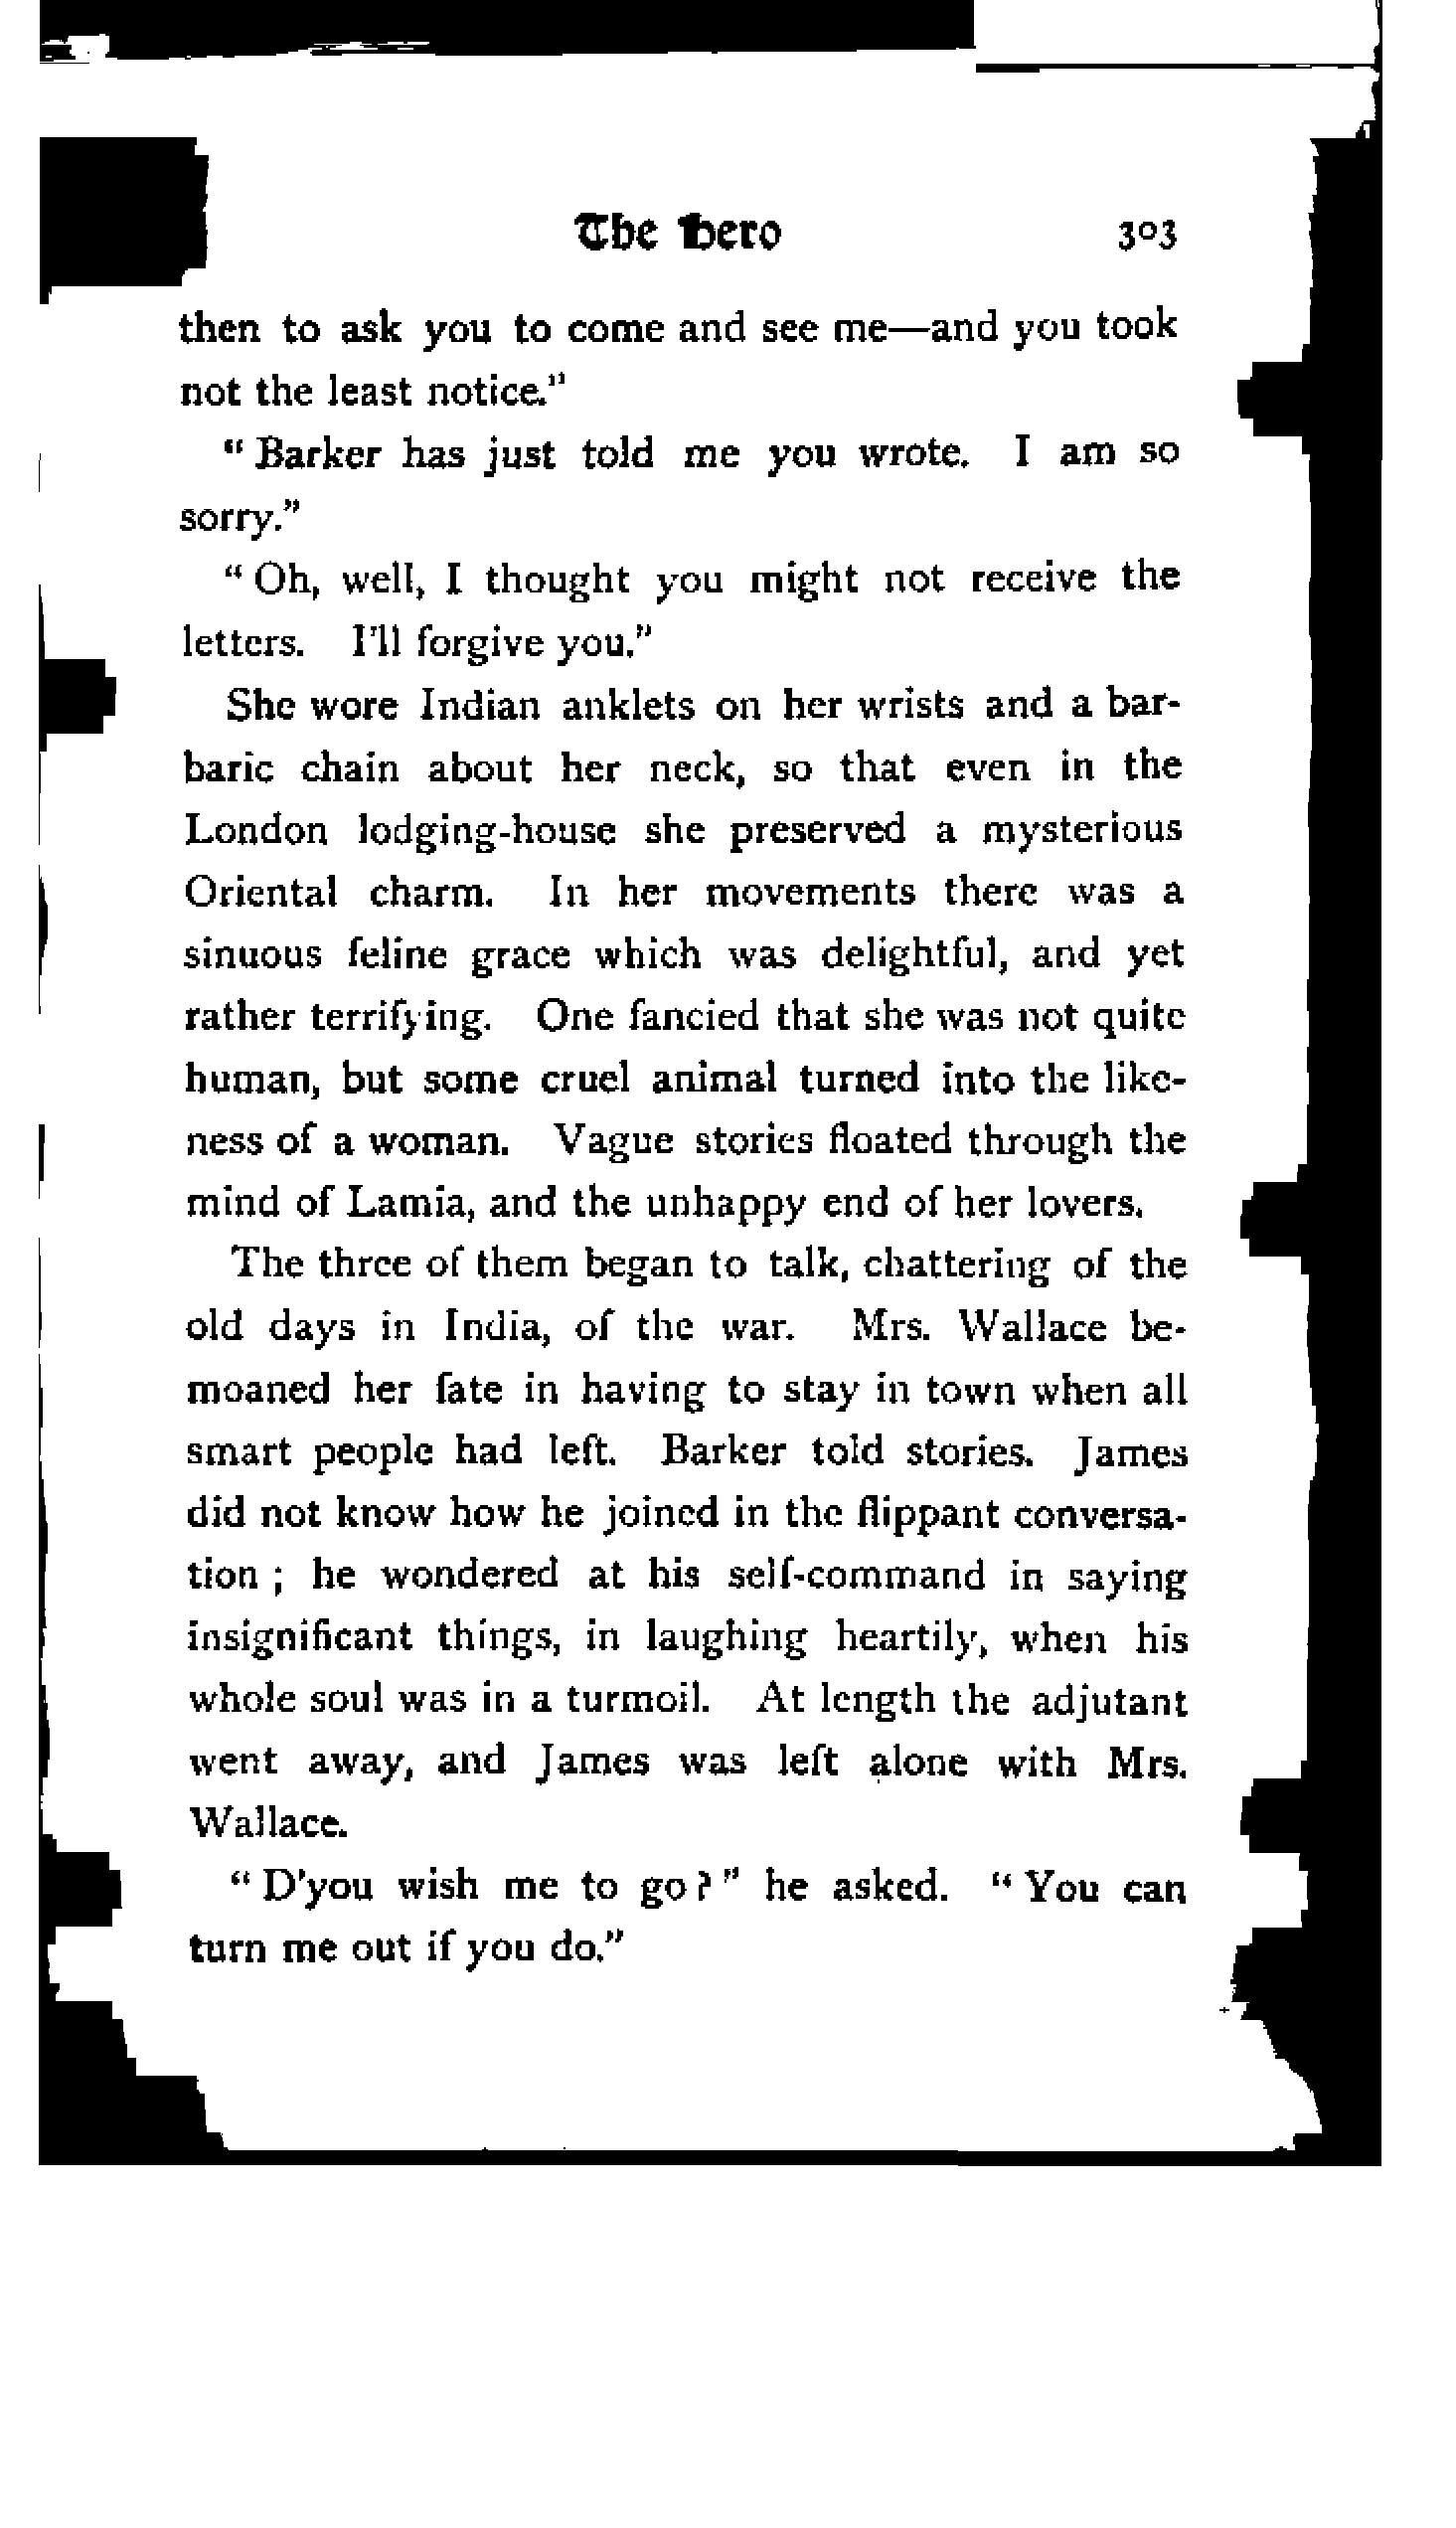 The Hero 303
then to ask you to come and see me—and you took
not the least notice."
“ Barker has just told me you wrote. I am so
sorry.”
“ Oh, well, I thought you might not receive the
letters. I'll forgive you.”
She wore Indian anklets on her wrists and a bar-
baric chain about her neck, so that even in the
London lodging-house she preserved a mysterious
Oriental charm. In her movements there was a
sinuous feline grace which was delightful, and yet
rather terrifying. One fancied that she was not quite
human, but some cruel animal turned into the like-
ness of a woman. Vague stories floated through the
mind of Lamia, and the unhappy end of her lovers.
The three of them began to talk, chattering of the
old days in India, of the war. Mrs. Wallace be-
moaned her fate in having to stay in town when all
smart people had left. Barker told stories. James
did not know how he joined in the flippant conversa-
tion ; he wondered at his self-command in saying
insignificant things, in laughing heartily, when his
whole soul was in a turmoil. At length the adjutant
went away, and James was left alone with Mrs.
Wallace.
“ D'you wish me to go ? ” he asked. “ You can
turn me out if you do.”